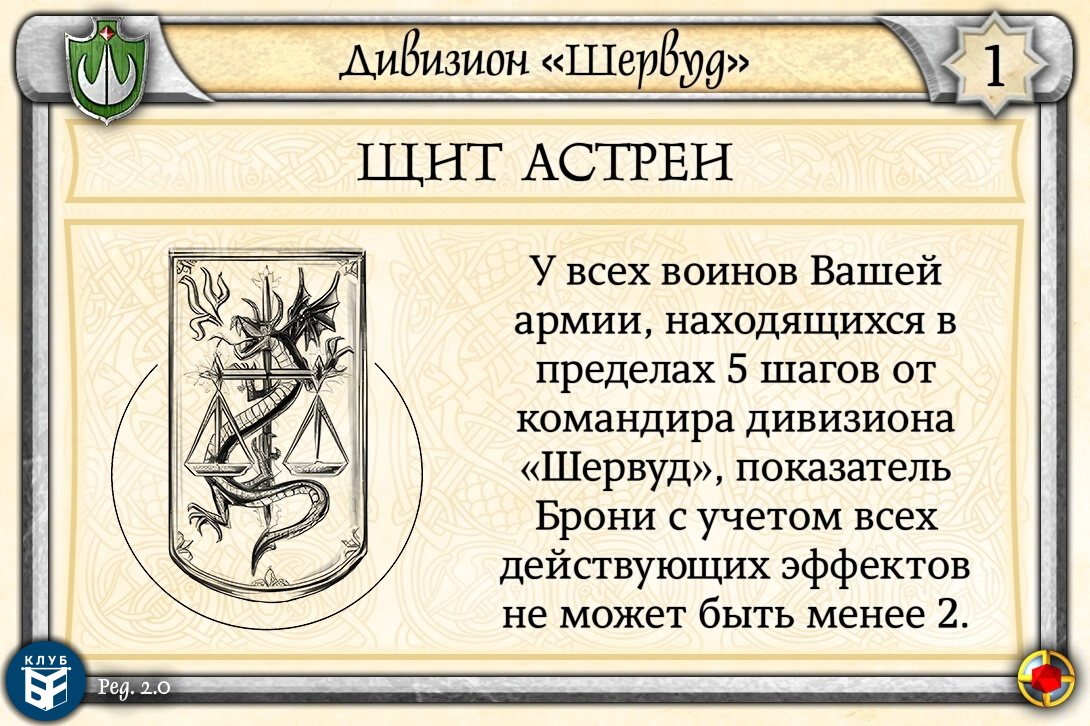 Дивизион «Шервуд»
1
ЩИТ АСТРЕИ
У всех воинов Вашей
армии, находящихся в
пределах 5 шагов от
командира дивизиона
«Шервуд», показатель
Брони с учетом всех
действующих эффектов
не может быть менее 2.
КЛУБ
Ред. 2.0